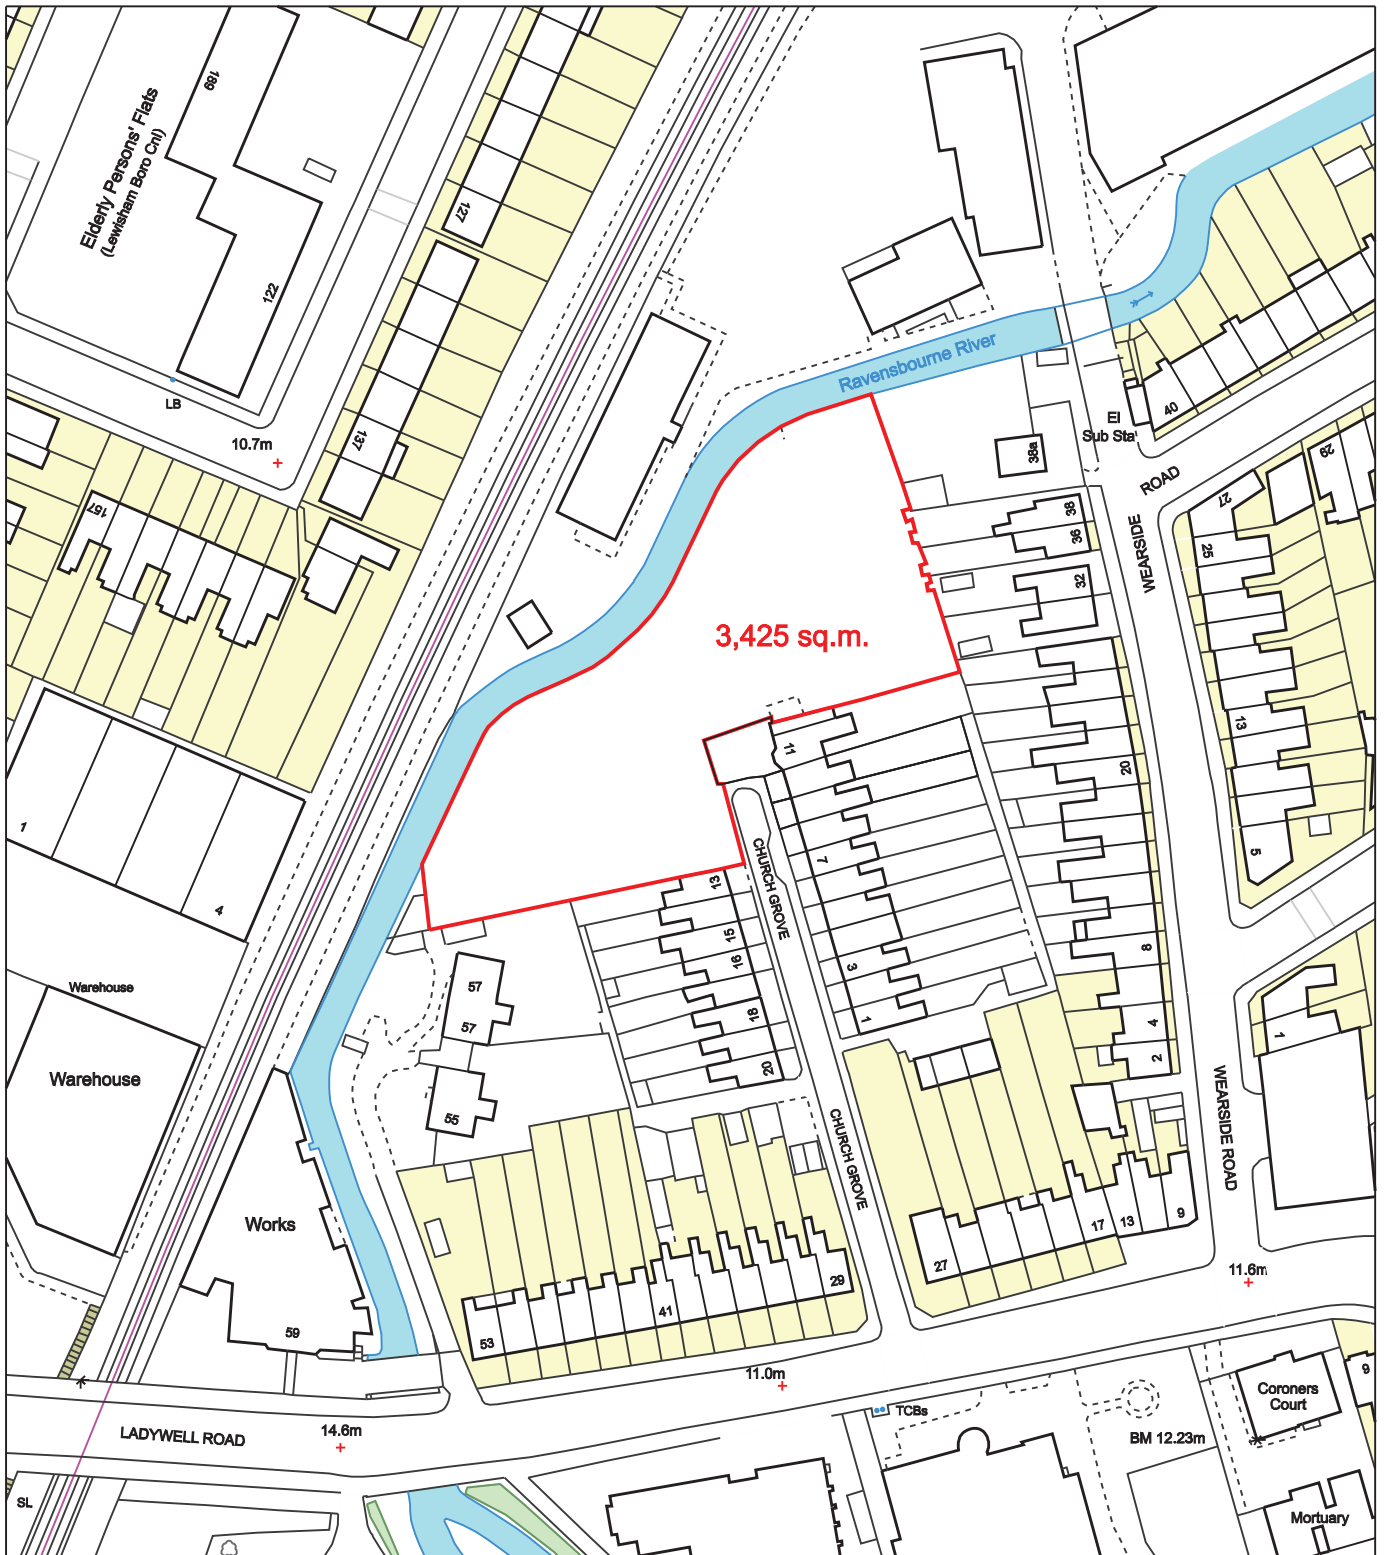 189
Elderly Persons' Flats
(Lewisham Boro Cnl)
122
127
137
LB
10.7m
157
Ravensbourne River
El
Sub Sta
40
38a
38
36
32
ROAD
WEARSIDE
27
29
25
13
5
3,425 sq.m.
11
7
3
1
20
8
4
2
CHURCH GROVE
13
15
16
18
20
1
4
Warehouse
Warehouse
57
57
55
Works
59
CHURCH GROVE
WEARSIDE ROAD
1
53
41
29
27
17
13
9
11.6m
11.0m
14.6m
LADYWELL ROAD
TCBs
BM 12.23m
Coroners
Court
9
Mortuary
SL